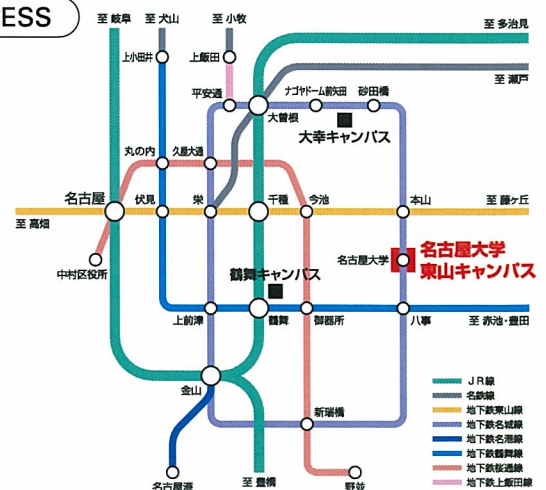 ESS
至 岐阜
至 犬山
至 小牧
至 多治見
上小田井
上飯田
至 瀬戸
平安通
ナゴヤドーム前矢田
砂田橋
大曽根
大幸キャンパス
丸の内
久屋大通
名古屋
伏見
栄
千種
今池
本山
至 藤ヶ丘
至 高畑
中村区役所
名古屋大学
名古屋大学
東山キャンパス
鶴舞キャンパス
上前津
鶴舞
御器所
八事
至 赤池・豊田
金山
新瑞橋
名古屋港
至 豊橋
野並
JR線
名鉄線
地下鉄東山線
地下鉄名城線
地下鉄名港線
地下鉄鶴舞線
地下鉄桜通線
地下鉄上飯田線